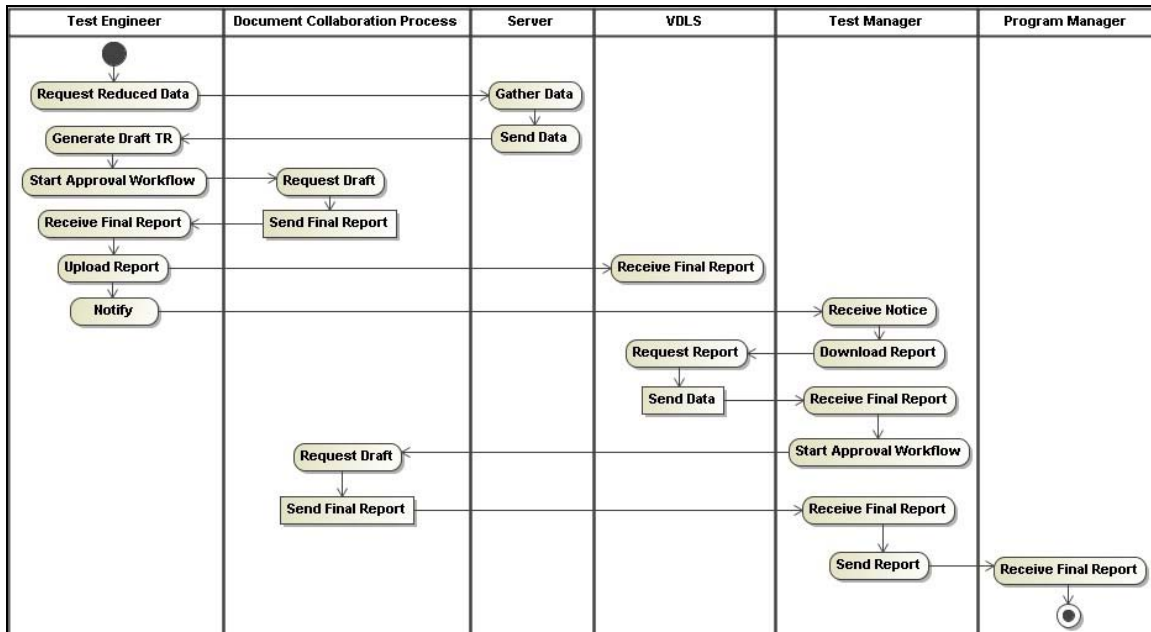 Test Engineer
Document Collaboration Process
Server
VDLS
Test Manager
Program Manager
Request Reduced Data
Gather Data
Generate Draft TR
Send Data
Start Approval Workflow
Request Draft
Receive Final Report
Send Final Report
Upload Report
Receive Final Report
Notify
Receive Notice
Request Report
Download Report
Send Data
Receive Final Report
Request Draft
Start Approval Workflow
Send Final Report
Receive Final Report
Send Report
Receive Final Report